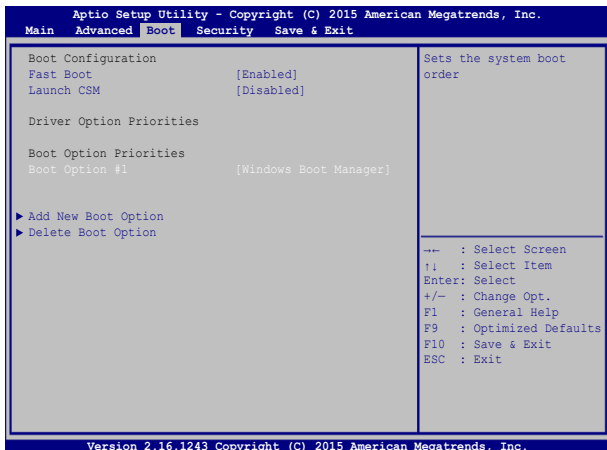 Aptio Setup Utility - Copyright (C) 2015 American Megatrends, Inc.
Main Advanced Boot Security Save & Exit
Boot Configuration
Fast Boot [Enabled]
Launch CSM [Disabled]
Driver Option Priorities
Boot Option Priorities
Boot Option #1 [Windows Boot Manager]
▶ Add New Boot Option
▶ Delete Boot Option
Sets the system boot
order
→← : Select Screen
↑↓ : Select Item
Enter: Select
+/— : Change Opt.
F1 : General Help
F9 : Optimized Defaults
F10 : Save & Exit
ESC : Exit
Version 2.16.1243 Copyright (C) 2015 American Megatrends, Inc.